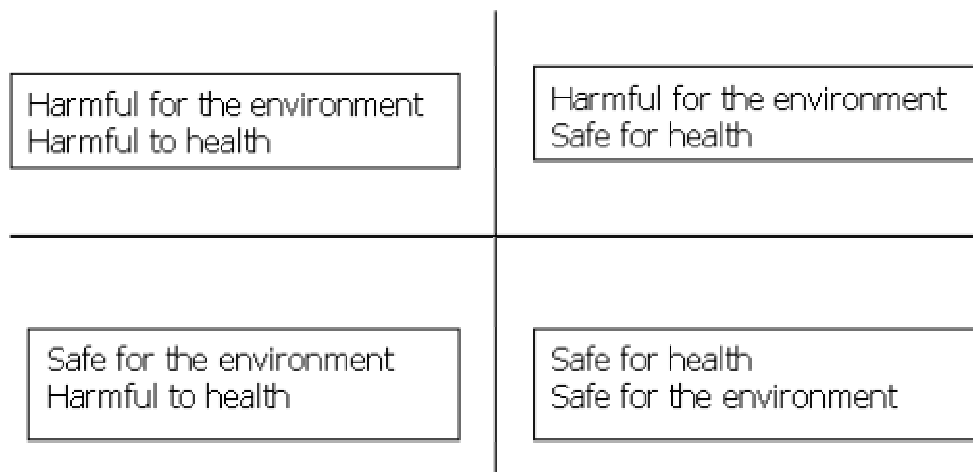 Harmful for the environment
Harmful to health
Harmful for the environment
Safe for health
Safe for the environment
Harmful to health
Safe for health
Safe for the environment